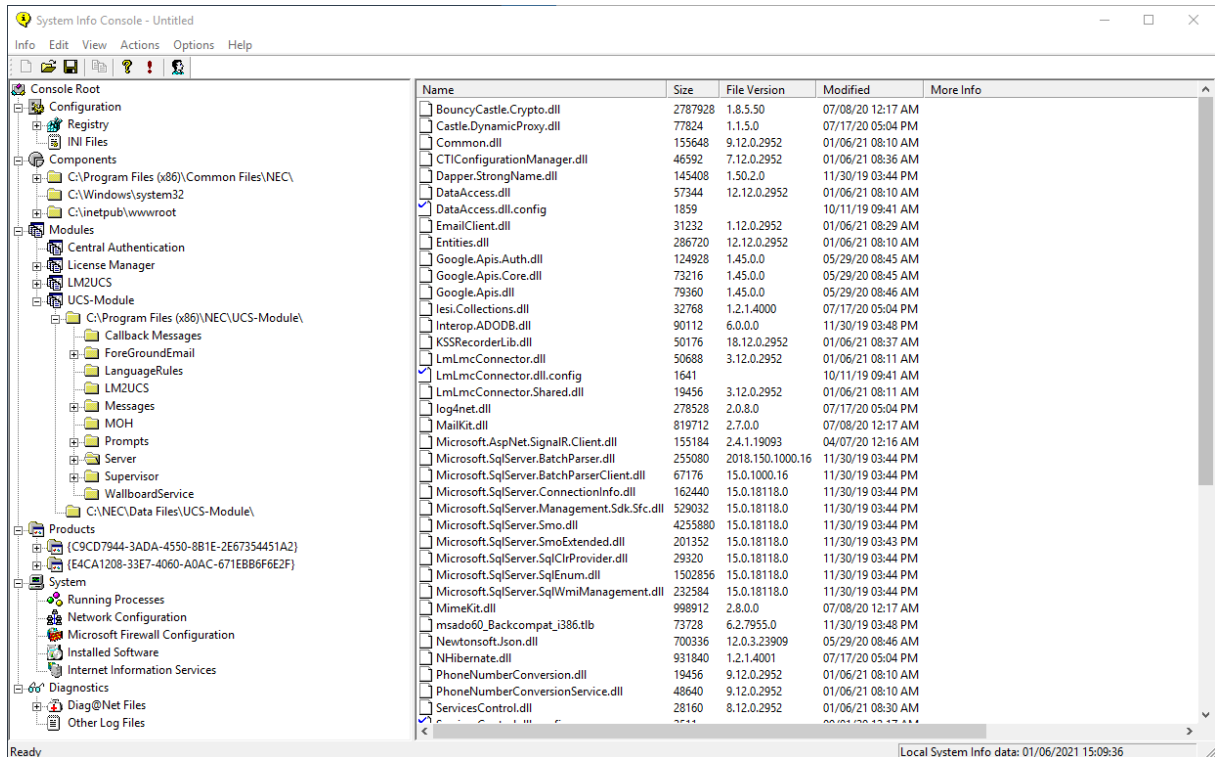 System Info Console - Untitled
Info Edit View Actions Options Help
Console Root
Configuration
Registry
INI Files
Components
C:\Program Files (x86)\Common Files\NEC\
C:\Windows\system32
C:\inetpub\wwwroot
Modules
Central Authentication
License Manager
LM2UCS
UCS-Module
C:\Program Files (x86)\NEC\UCS-Module\
Callback Messages
ForeGroundEmail
LanguageRules
LM2UCS
Messages
MOH
Prompts
Server
Supervisor
WallboardService
C:\NEC\Data Files\UCS-Module\
Products
{C9CD7944-3ADA-4550-8B1E-2E67354451A2}
{E4CA1208-33E7-4060-A0AC-671EBB6F6E2F}
System
Running Processes
Network Configuration
Microsoft Firewall Configuration
Installed Software
Internet Information Services
Diagnostics
Diag@Net Files
Other Log Files
Name Size File Version Modified More Info
BouncyCastle.Crypto.dll 2787928 1.8.5.50 07/08/20 12:17 AM
Castle.DynamicProxy.dll 77824 1.1.5.0 07/17/20 05:04 PM
Common.dll 155648 9.12.0.2952 01/06/21 08:10 AM
CTIConfigurationManager.dll 46592 7.12.0.2952 01/06/21 08:36 AM
Dapper.StrongName.dll 145408 1.50.2.0 11/30/19 03:44 PM
DataAccess.dll 57344 12.12.0.2952 01/06/21 08:10 AM
DataAccess.dll.config 1859 10/11/19 09:41 AM
EmailClient.dll 31232 1.12.0.2952 01/06/21 08:29 AM
Entities.dll 286720 12.12.0.2952 01/06/21 08:10 AM
Google.Apis.Auth.dll 124928 1.45.0.0 05/29/20 08:45 AM
Google.Apis.Core.dll 73216 1.45.0.0 05/29/20 08:45 AM
Google.Apis.dll 79360 1.45.0.0 05/29/20 08:46 AM
Iesi.Collections.dll 32768 1.2.1.4000 07/17/20 05:04 PM
Interop.ADODB.dll 90112 6.0.0.0 11/30/19 03:48 PM
KSSRecorderLib.dll 50176 18.12.0.2952 01/06/21 08:37 AM
LmLmcConnector.dll 50688 3.12.0.2952 01/06/21 08:11 AM
LmLmcConnector.dll.config 1641 10/11/19 09:41 AM
LmLmcConnector.Shared.dll 19456 3.12.0.2952 01/06/21 08:11 AM
log4net.dll 278528 2.0.8.0 07/17/20 05:04 PM
MailKit.dll 819712 2.7.0.0 07/08/20 12:17 AM
Microsoft.AspNet.SignalR.Client.dll 155184 2.4.1.19093 04/07/20 12:16 AM
Microsoft.SqlServer.BatchParser.dll 255080 2018.150.1000.16 11/30/19 03:44 PM
Microsoft.SqlServer.BatchParserClient.dll 67176 15.0.1000.16 11/30/19 03:44 PM
Microsoft.SqlServer.ConnectionInfo.dll 162440 15.0.18118.0 11/30/19 03:44 PM
Microsoft.SqlServer.Management.Sdk.Sfc.dll 529032 15.0.18118.0 11/30/19 03:44 PM
Microsoft.SqlServer.Smo.dll 4255880 15.0.18118.0 11/30/19 03:44 PM
Microsoft.SqlServer.SmoExtended.dll 201352 15.0.18118.0 11/30/19 03:43 PM
Microsoft.SqlServer.SqlClrProvider.dll 29320 15.0.18118.0 11/30/19 03:44 PM
Microsoft.SqlServer.SqlEnum.dll 1502856 15.0.18118.0 11/30/19 03:44 PM
Microsoft.SqlServer.SqlWmiManagement.dll 232584 15.0.18118.0 11/30/19 03:44 PM
MimeKit.dll 998912 2.8.0.0 07/08/20 12:17 AM
msado60_Backcompat_i386.tlb 73728 6.2.7955.0 11/30/19 03:48 PM
Newtonsoft.Json.dll 700336 12.0.3.23909 05/29/20 08:46 AM
NHibernate.dll 931840 1.2.1.4001 07/17/20 05:04 PM
PhoneNumberConversion.dll 19456 9.12.0.2952 01/06/21 08:10 AM
PhoneNumberConversionService.dll 48640 9.12.0.2952 01/06/21 08:10 AM
ServicesControl.dll 28160 8.12.0.2952 01/06/21 08:30 AM
Ready
Local System Info data: 01/06/2021 15:09:36